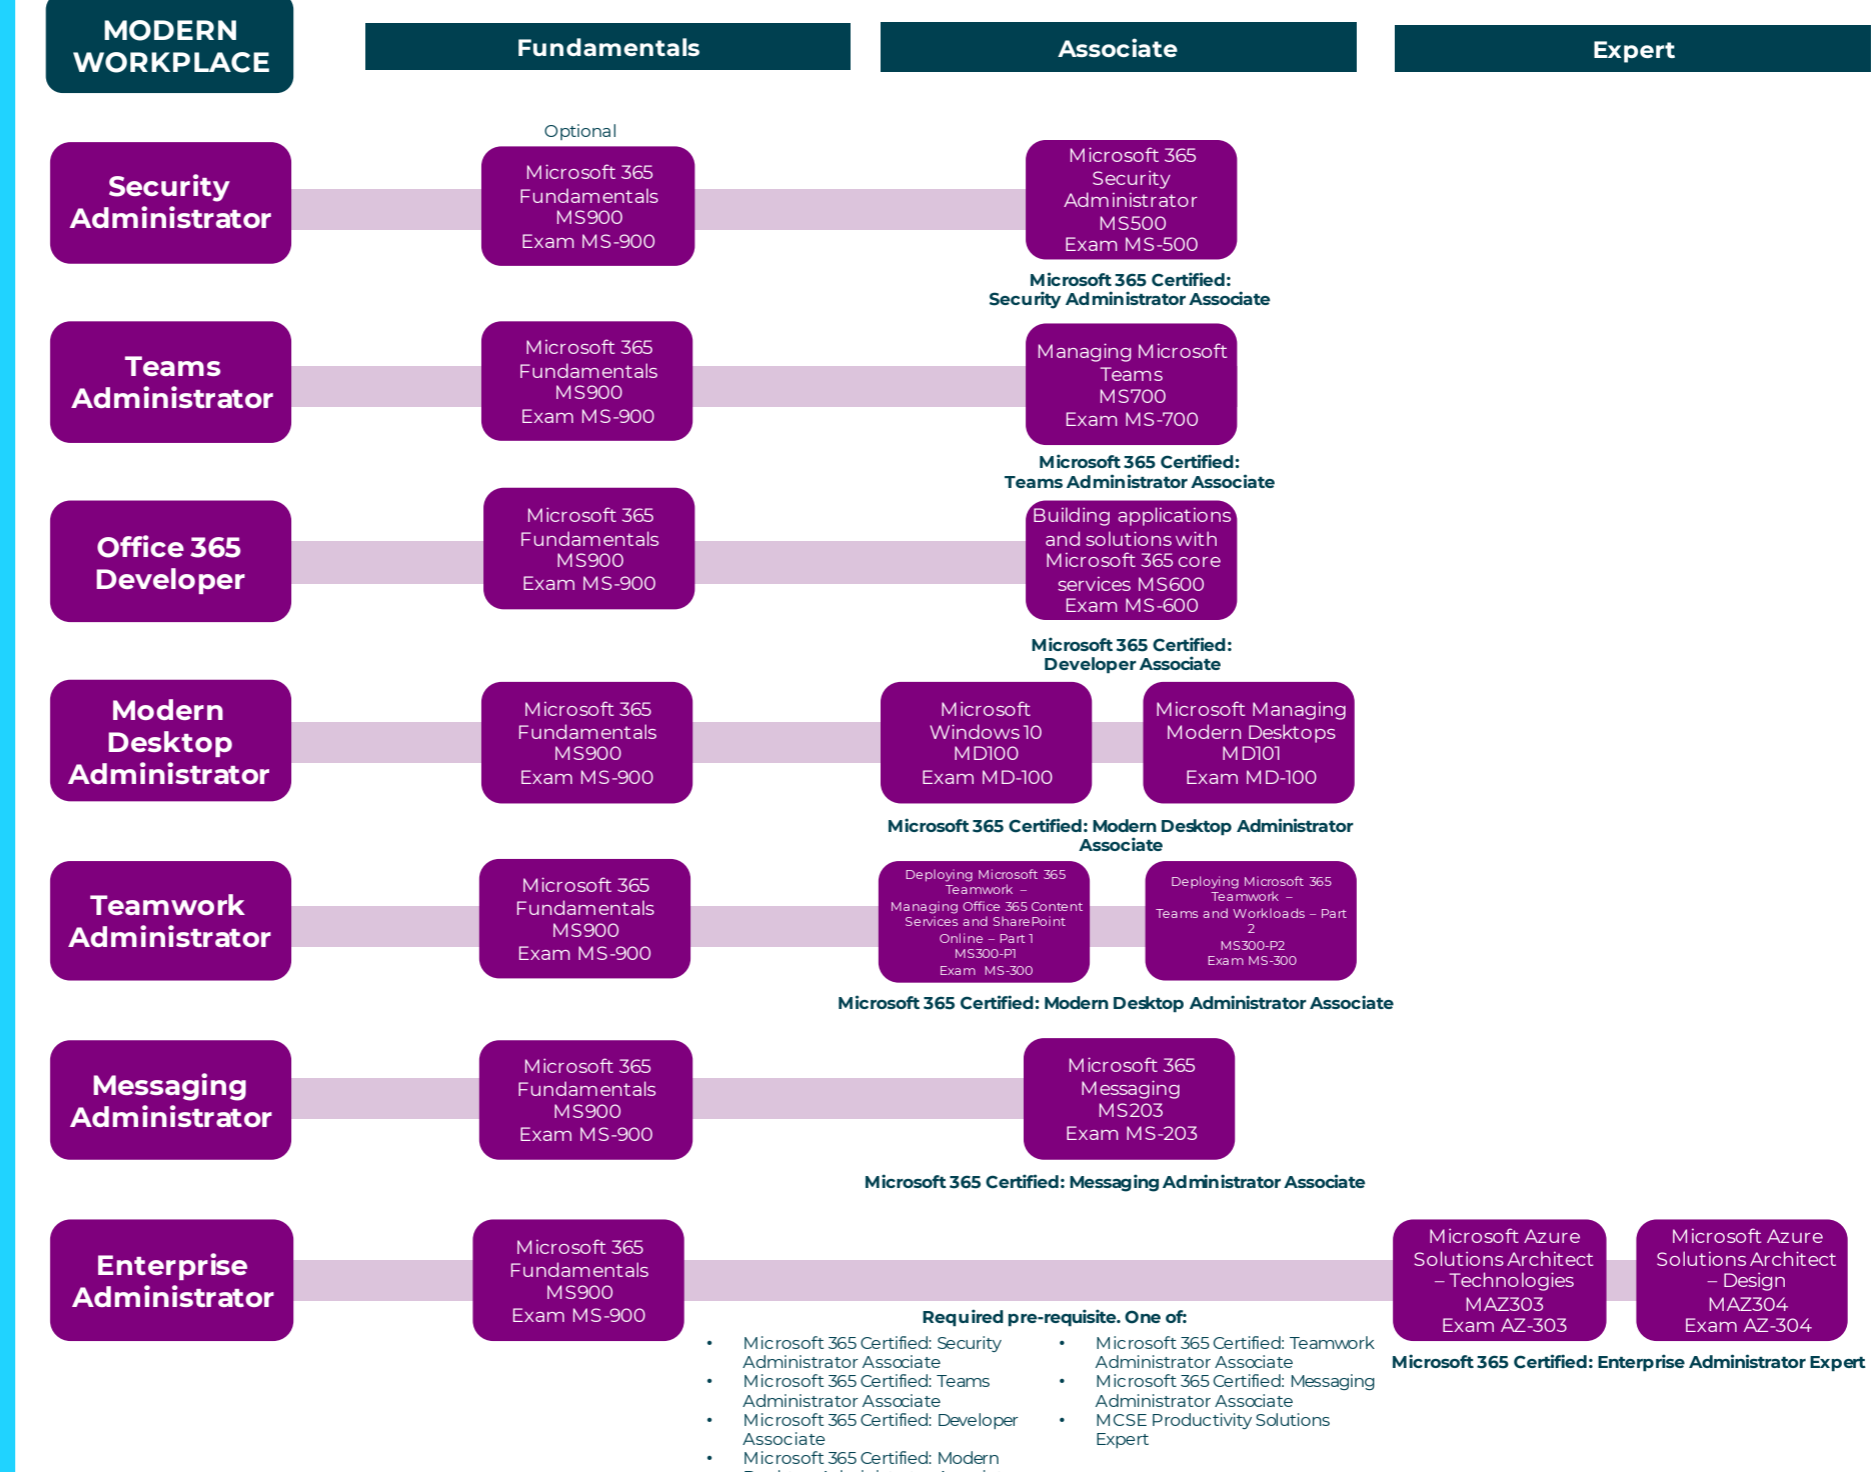 MODERN
WORKPLACE
Fundamentals
Associate
Expert
Optional
Security
Administrator
Microsoft 365
Fundamentals
MS900
Exam MS-900
Microsoft 365
Security
Administrator
MS500
Exam MS-500
Microsoft 365 Certified:
Security Administrator Associate
Teams
Administrator
Microsoft 365
Fundamentals
MS900
Exam MS-900
Managing Microsoft
Teams
MS700
Exam MS-700
Microsoft 365 Certified:
Teams Administrator Associate
Office 365
Developer
Microsoft 365
Fundamentals
MS900
Exam MS-900
Building applications
and solutions with
Microsoft 365 core
services MS600
Exam MS-600
Microsoft 365 Certified:
Developer Associate
Modern
Desktop
Administrator
Microsoft 365
Fundamentals
MS900
Exam MS-900
Microsoft
Windows 10
MD100
Exam MD-100
Microsoft Managing
Modern Desktops
MD101
Exam MD-100
Microsoft 365 Certified: Modern Desktop Administrator
Associate
Teamwork
Administrator
Microsoft 365
Fundamentals
MS900
Exam MS-900
Deploying Microsoft 365
Teamwork –
Managing Office 365 Content
Services and SharePoint
Online – Part 1
MS300-P1
Exam MS-300
Deploying Microsoft 365
Teamwork –
Teams and Workloads – Part
2
MS300-P2
Exam MS-300
Microsoft 365 Certified: Modern Desktop Administrator Associate
Messaging
Administrator
Microsoft 365
Fundamentals
MS900
Exam MS-900
Microsoft 365
Messaging
MS203
Exam MS-203
Microsoft 365 Certified: Messaging Administrator Associate
Enterprise
Administrator
Microsoft 365
Fundamentals
MS900
Exam MS-900
Microsoft Azure
Solutions Architect
– Technologies
MAZ303
Exam AZ-303
Microsoft Azure
Solutions Architect
– Design
MAZ304
Exam AZ-304
Microsoft 365 Certified: Enterprise Administrator Expert
Required pre-requisite. One of:
• Microsoft 365 Certified: Security
Administrator Associate
• Microsoft 365 Certified: Teams
Administrator Associate
• Microsoft 365 Certified: Developer
Associate
• Microsoft 365 Certified: Modern
• Microsoft 365 Certified: Teamwork
Administrator Associate
• Microsoft 365 Certified: Messaging
Administrator Associate
• MCSE Productivity Solutions
Expert